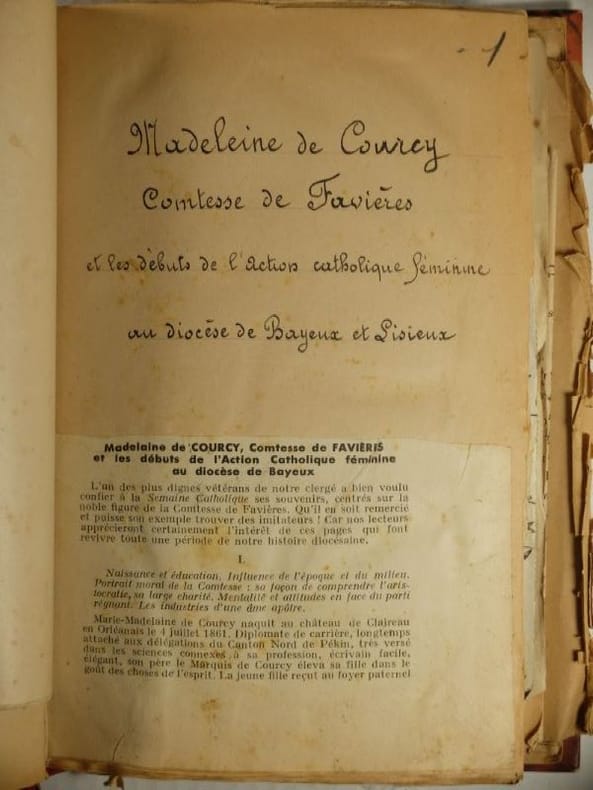 - 1
Madeleine de Courcy
Comtesse de Favières
et les débuts de l'Action catholique féminine
au diocèse de Bayeux et Lisieux
Madelaine de COURCY, Comtesse de FAVIÈRIS
et les débuts de l'Action Catholique féminine
au diocèse de Bayeux
L'un des plus dignes vétérans de notre clergé a bien voulu
confier à la Semaine Catholique ses souvenirs, centrés sur la
noble figure de la Comtesse de Favières. Qu'il en soit remercié
et puisse son exemple trouver des imitateurs ! Car nos lecteurs
apprécieront certainement l'intérêt de ces pages qui font
revivre toute une période de notre histoire diocésaine.
I.
Naissance et éducation, Influence de l'époque et du milieu.
Portrait moral de la Comtesse : sa façon de comprendre l'aris-
tocratie, sa large charité. Mentalité et attitudes en face du parti
régnant. Les industries d'une âme apôtre.
Marie-Madelaine de Courcy naquit au château de Claireau
en Orléanais le 4 juillet 1861. Diplomate de carrière, longtemps
attaché aux délégations du Canton Nord de Pékin, très versé
dans les sciences connexes à sa profession, écrivain facile,
élégant, son père le Marquis de Courcy éleva sa fille dans le
goût des choses de l'esprit. La jeune fille reçut au foyer paternel